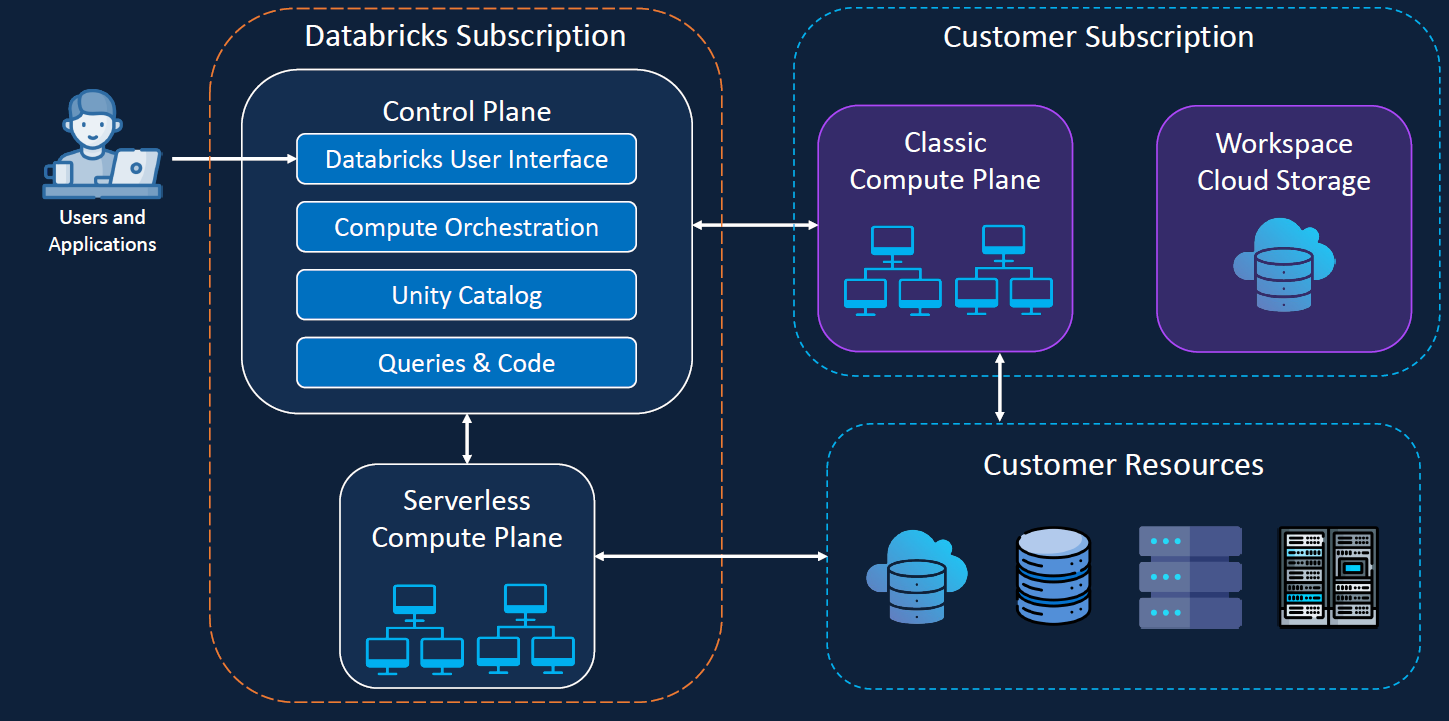 Databricks Subscription
Control Plane
Databricks User Interface
Compute Orchestration
Unity Catalog
Queries & Code
Users and
Applications
Serverless
Compute Plane
Customer Subscription
Classic
Compute Plane
Workspace
Cloud Storage
Customer Resources